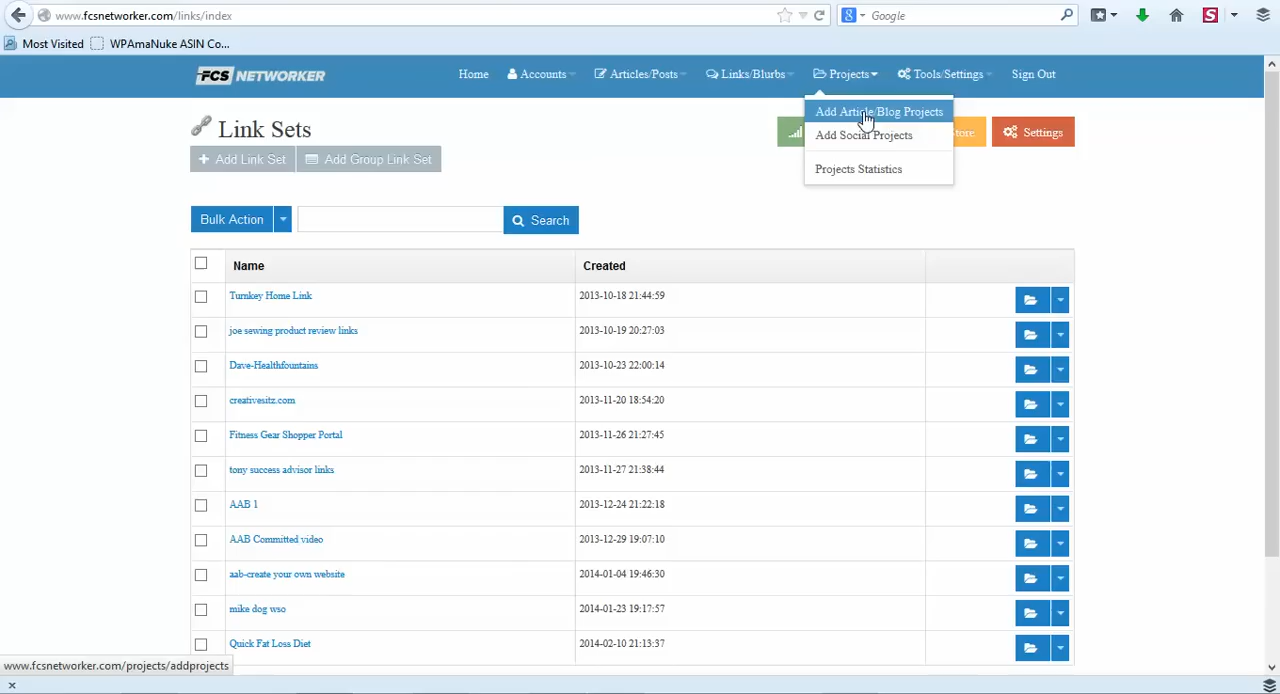 www.fcsnetworker.com/links/index
8
Google
S
Most Visited
WPAmaNuke ASIN Co...
FCS NETWORKER
Home
Accounts
Articles/Posts
Links/Blurbs
Projects
Tools/Settings
Sign Out
Add Article/Blog Projects
Add Social Projects
Projects Statistics
Link Sets
Store
Settings
+ Add Link Set
Add Group Link Set
Bulk Action
Search
Name
Created
Turnkey Home Link
2013-10-18 21:44:59
joe sewing product review links
2013-10-19 20:27:03
Dave-Healthfountains
2013-10-23 22:00:14
creativesitz.com
2013-11-20 18:54:20
Fitness Gear Shopper Portal
2013-11-26 21:27:45
tony success advisor links
2013-11-27 21:38:44
AAB 1
2013-12-24 21:22:18
AAB Committed video
2013-12-29 19:07:10
aab-create your own website
2014-01-04 19:46:30
mike dog wso
2014-01-23 19:17:57
Quick Fat Loss Diet
2014-02-10 21:13:37
www.fcsnetworker.com/projects/addprojects
x